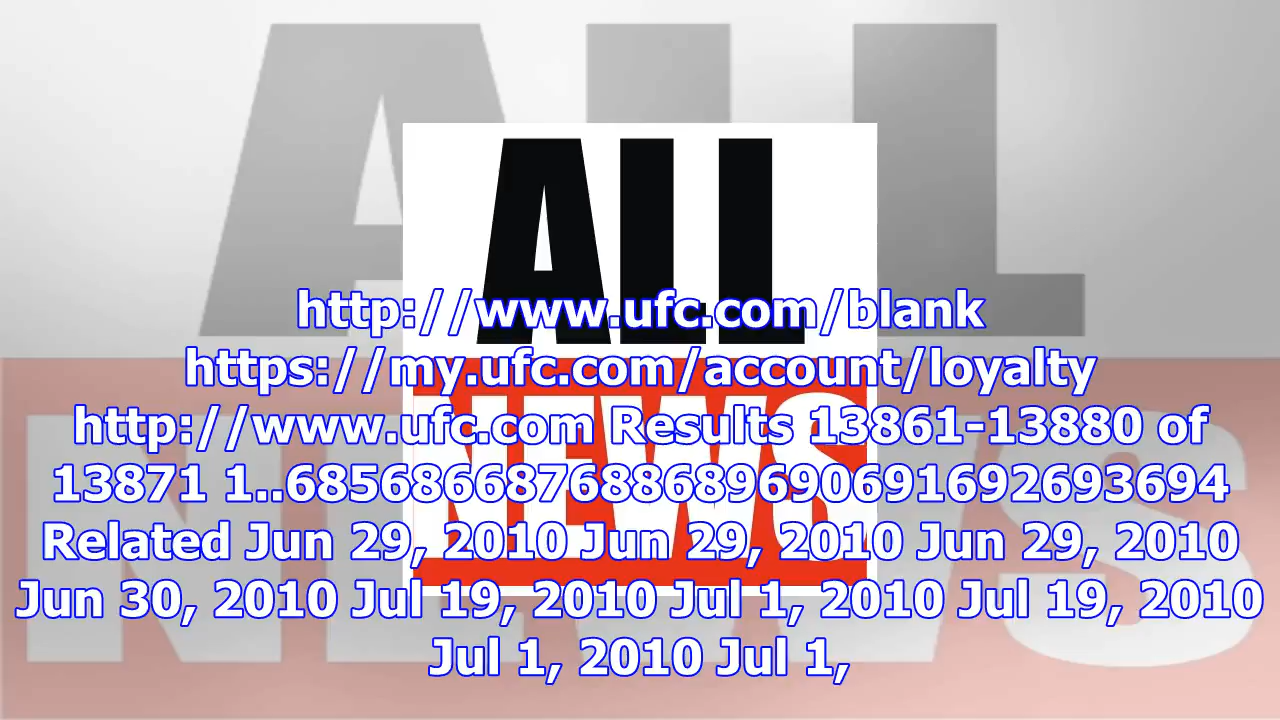 ALL
NEWS
http://www.ufc.com/blank
https://my.ufc.com/account/loyalty
http://www.ufc.com Results 13861-13880 of
13871 1..685686687688689690691692693694
Related Jun 29, 2010 Jun 29, 2010 Jun 29, 2010
Jun 30, 2010 Jul 19, 2010 Jul 1, 2010 Jul 19, 2010
Jul 1, 2010 Jul 1,